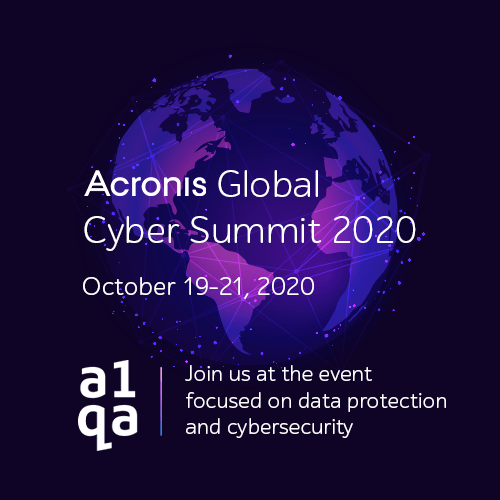 Acronis Global
Cyber Summit 2020
October 19-21, 2020
a1
qa
Join us at the event
focused on data protection
and cybersecurity